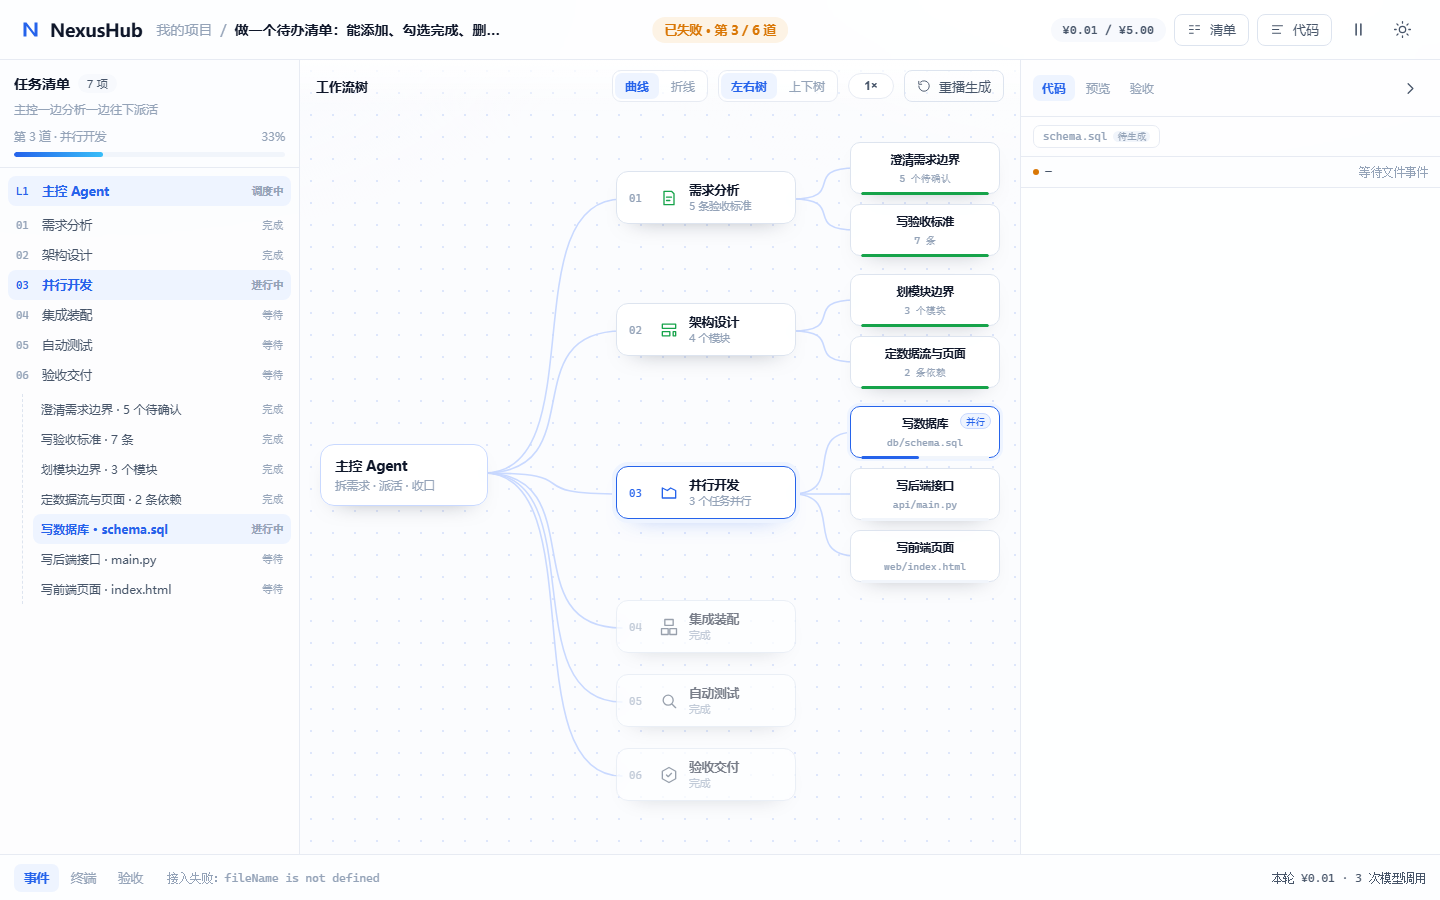 NexusHub 我的项目 / 做一个待办清单：能添加、勾选完成、删...
已失败 • 第 3 / 6 道
¥0.01 / ¥5.00
清单
代码
任务清单 7 项
主控一边分析一边往下派活
第 3 道 · 并行开发 33%
L1 主控 Agent 调度中
01 需求分析 完成
02 架构设计 完成
03 并行开发 进行中
04 集成装配 等待
05 自动测试 等待
06 验收交付 等待
澄清需求边界 · 5 个待确认 完成
写验收标准 · 7 条 完成
划模块边界 · 3 个模块 完成
定数据流与页面 · 2 条依赖 完成
写数据库 • schema.sql 进行中
写后端接口 · main.py 等待
写前端页面 · index.html 等待
工作流树
曲线 折线
左右树 上下树
1×
重播生成
主控 Agent
拆需求 · 派活 · 收口
01 需求分析
5 条验收标准
澄清需求边界
5 个待确认
写验收标准
7 条
02 架构设计
4 个模块
划模块边界
3 个模块
定数据流与页面
2 条依赖
03 并行开发
3 个任务并行
写数据库 并行
db/schema.sql
写后端接口
api/main.py
写前端页面
web/index.html
04 集成装配
完成
05 自动测试
完成
06 验收交付
完成
代码 预览 验收
schema.sql 待生成
— 等待文件事件
事件 终端 验收 接入失败: fileName is not defined
本轮 ¥0.01 · 3 次模型调用